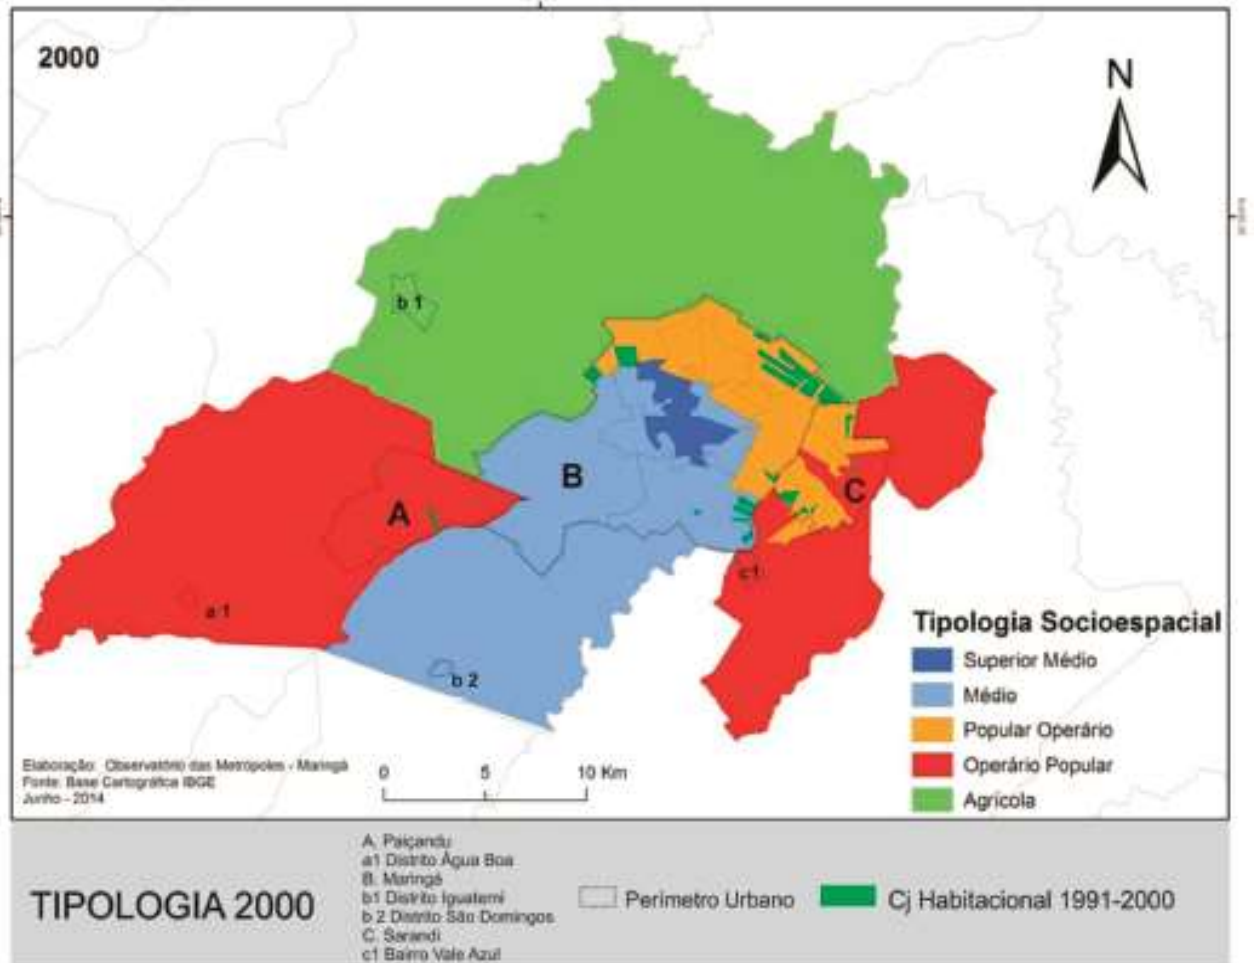 2000
N
b 1
B
A
C
c1
a 1
b 2
Tipologia Socioespacial
Superior Médio
Médio
Popular Operário
Operário Popular
Agrícola
Elaboração: Observatório das Metrópoles - Maringá
Fonte: Base Cartográfica IBGE
Junho - 2014
0 5 10 Km
TIPOLOGIA 2000
A. Paiçandu
a1 Distrito Água Boa
B. Maringá
b1 Distrito Iguatemi
b 2 Distrito São Domingos
C. Sarandi
c1 Bairro Vale Azul
Perímetro Urbano
Cj Habitacional 1991-2000